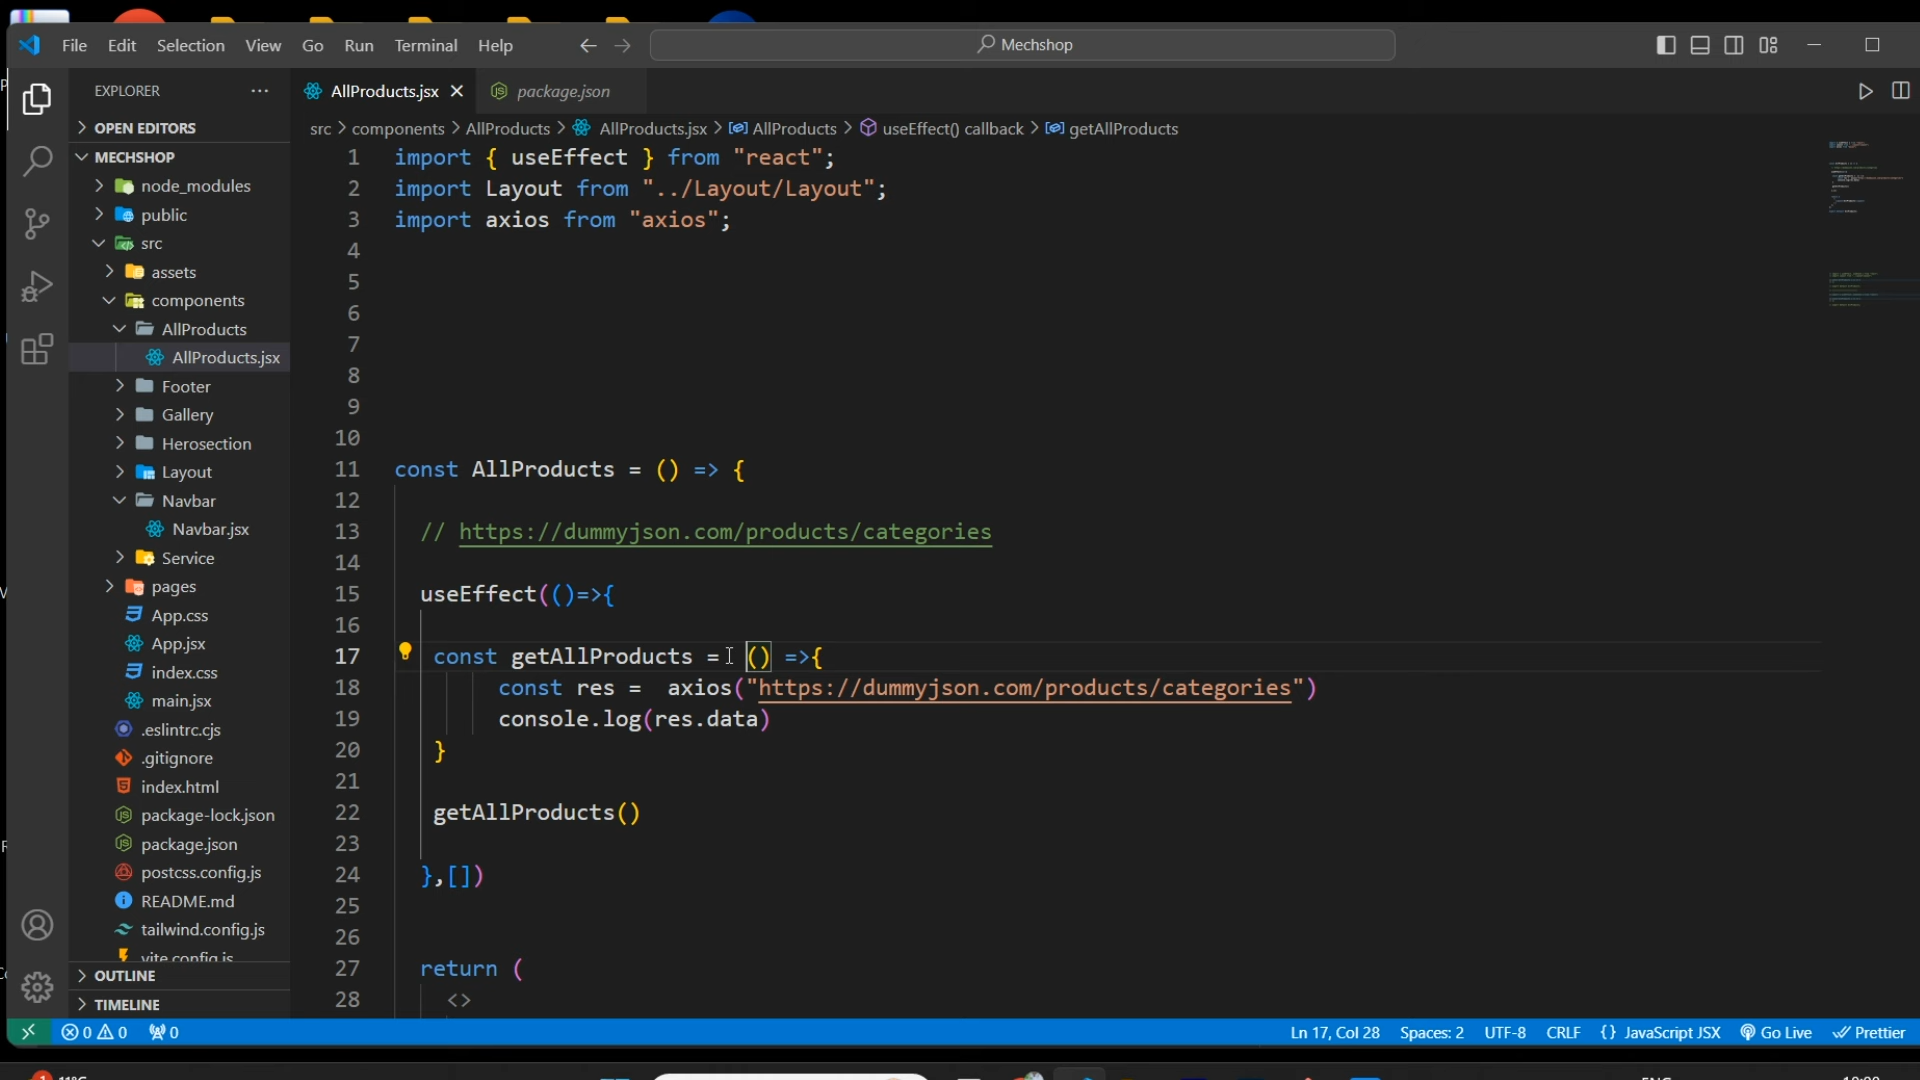 File Edit Selection View Go Run Terminal Help
Mechshop
EXPLORER
AllProducts.jsx
package.json
OPEN EDITORS
src > components > AllProducts > AllProducts.jsx > AllProducts > useEffect() callback > getAllProducts
MECHSHOP
node_modules
public
src
assets
components
AllProducts
AllProducts.jsx
Footer
Gallery
Herosection
Layout
Navbar
Navbar.jsx
Service
pages
App.css
App.jsx
index.css
main.jsx
.eslintrc.cjs
.gitignore
index.html
package-lock.json
package.json
postcss.config.js
README.md
tailwind.config.js
vite.config.js
OUTLINE
TIMELINE
1 import { useEffect } from "react";
2 import Layout from "../Layout/Layout";
3 import axios from "axios";
4
5
6
7
8
9
10
11 const AllProducts = () => {
12
13 // https://dummyjson.com/products/categories
14
15 useEffect(()=>{
16
17 const getAllProducts = () =>{
18 const res = axios("https://dummyjson.com/products/categories")
19 console.log(res.data)
20 }
21
22 getAllProducts()
23
24 },[])
25
26
27 return (
28 <>
0 0 0
Ln 17, Col 28 Spaces: 2 UTF-8 CRLF {} JavaScript JSX Go Live Prettier